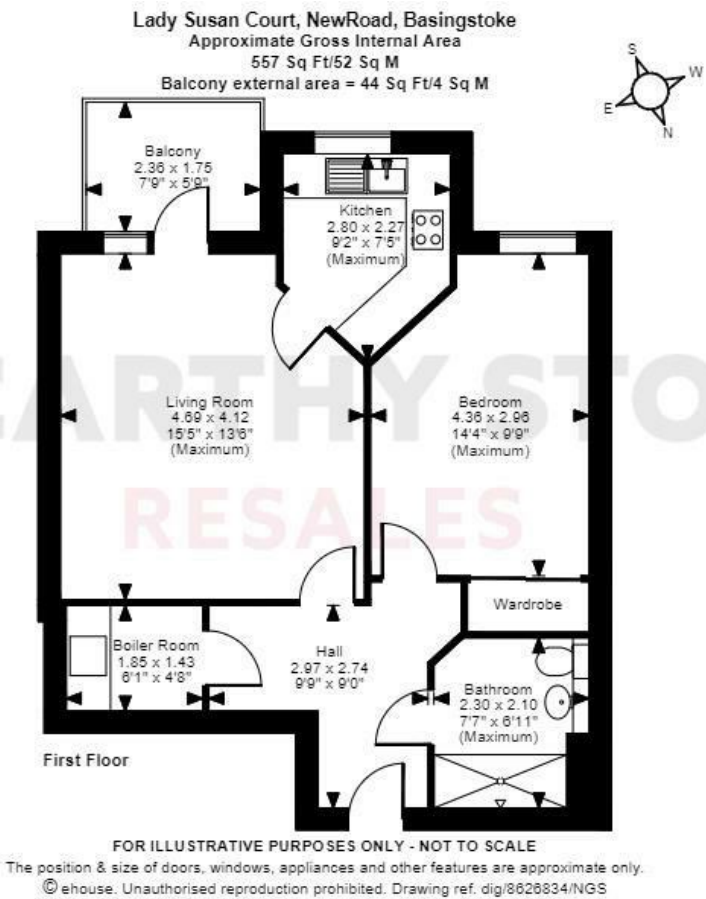 Lady Susan Court, NewRoad, Basingstoke
Approximate Gross Internal Area
557 Sq Ft/52 Sq M
Balcony external area = 44 Sq Ft/4 Sq M
S
W
E
N
Balcony
2.36 x 1.75
7'9" x 5'9"
Kitchen
2.80 x 2.27
9'2" x 7'5"
(Maximum)
EARTHY STO
Living Room
4.69 x 4.12
15'5" x 13'6"
(Maximum)
Bedroom
4.36 x 2.96
14'4" x 9'9"
(Maximum)
RESALES
Wardrobe
Boiler Room
1.85 x 1.43
6'1" x 4'8"
Hall
2.97 x 2.74
9'9" x 9'0"
Bathroom
2.30 x 2.10
7'7" x 6'11"
(Maximum)
First Floor
FOR ILLUSTRATIVE PURPOSES ONLY - NOT TO SCALE
The position & size of doors, windows, appliances and other features are approximate only.
© ehouse. Unauthorised reproduction prohibited. Drawing ref. dig/8626834/NGS